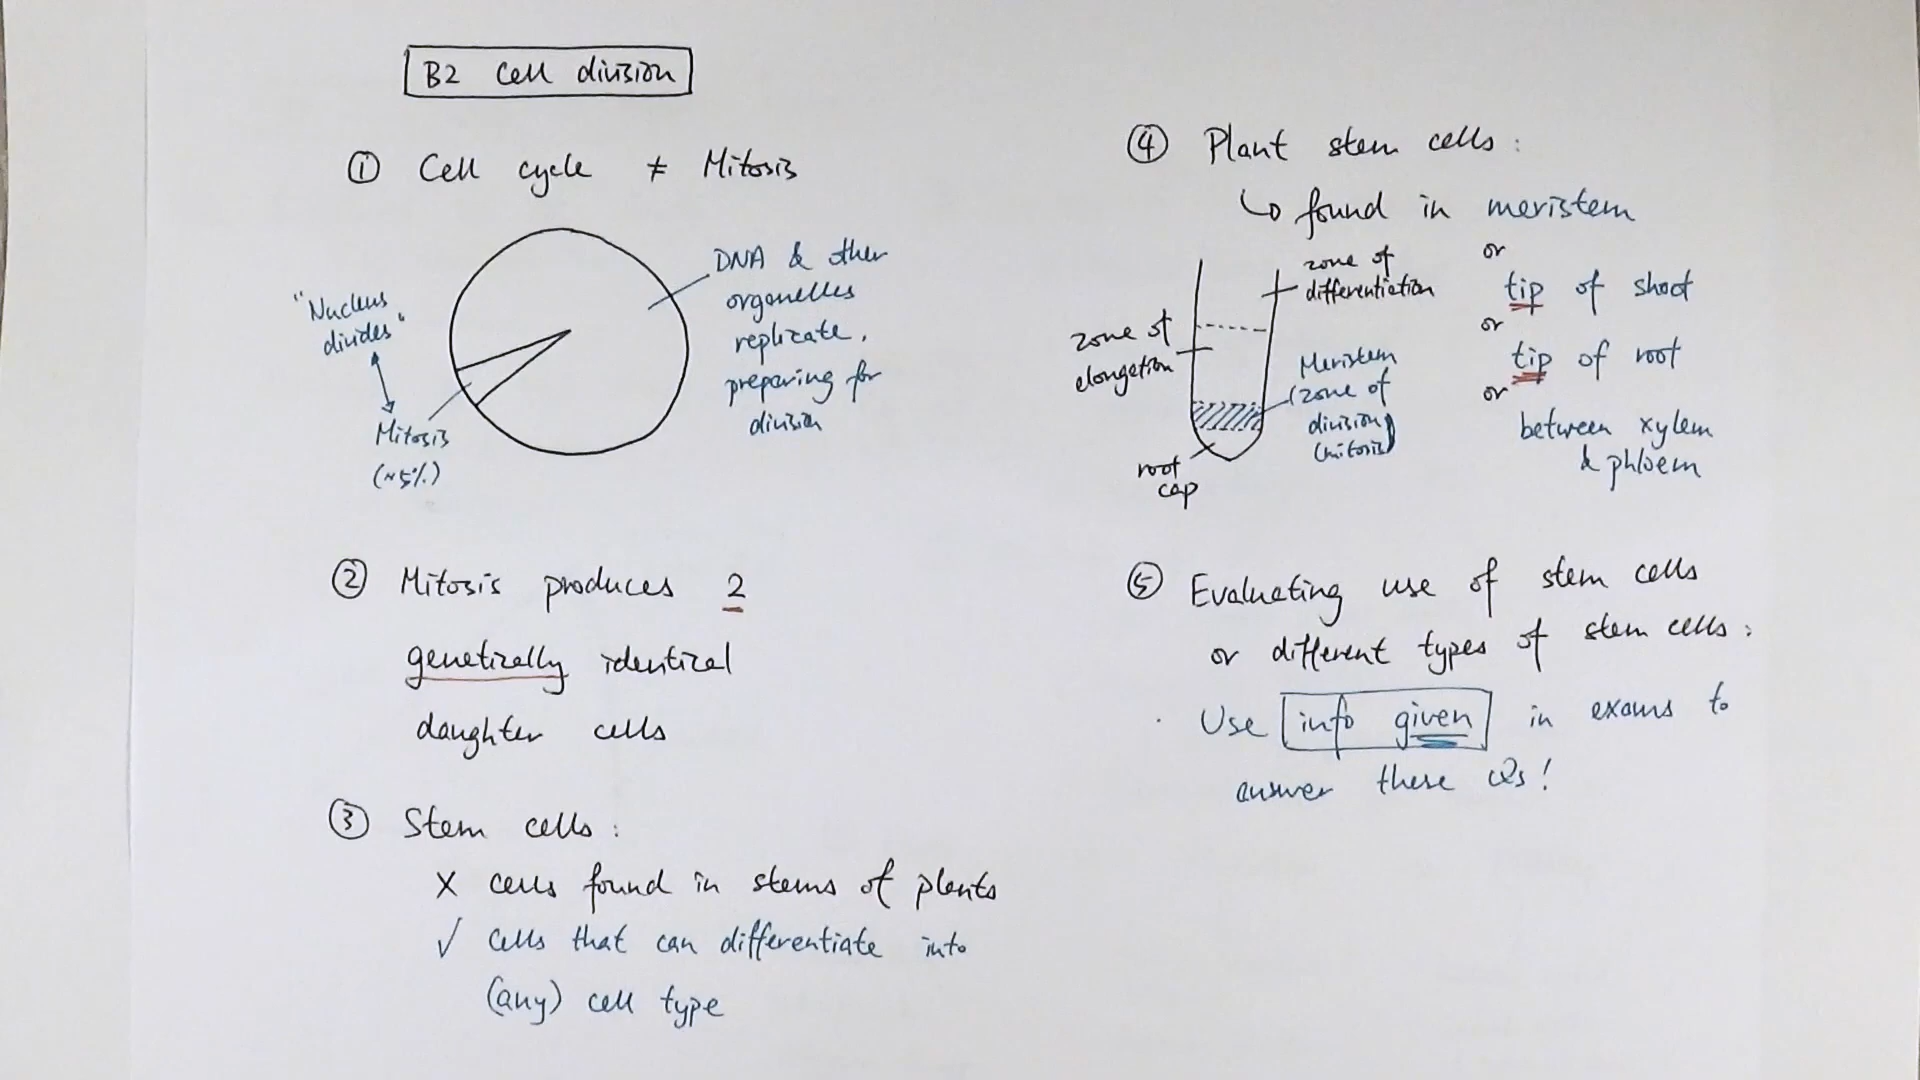 B2 Cell division
① Cell cycle ≠ Mitosis
"Nucleus
divides"
Mitosis
(~5%)
DNA & other
organelles
replicate,
preparing for
division
② Mitosis produces 2
genetically identical
daughter cells
③ Stem cells:
X cells found in stems of plants
✓ cells that can differentiate into
(any) cell type
④ Plant stem cells:
↳ found in meristem
or
tip of shoot
or
tip of root
or
between xylem
& phloem
zone of
differentiation
zone of
elongation
Meristem
(zone of
division)
(mitosis)
root
cap
⑤ Evaluating use of stem cells
or different types of stem cells:
Use info given in exams to
answer these Qs!